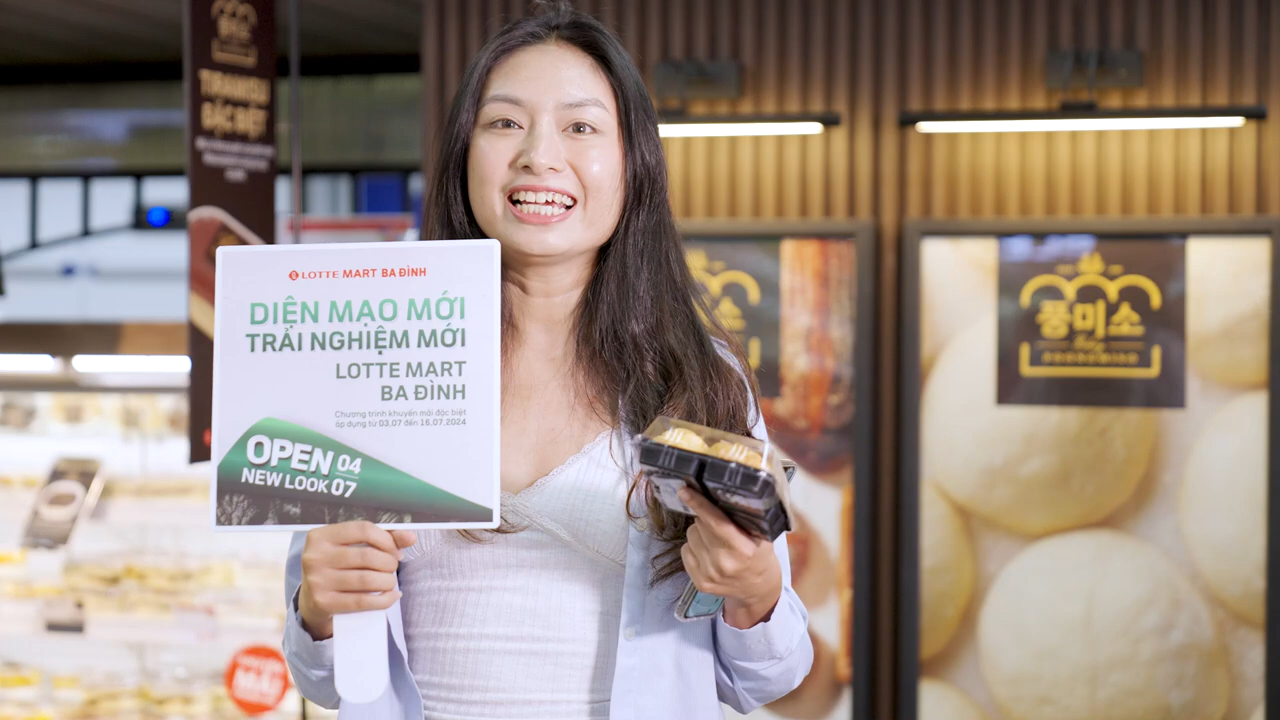 TIRAMISU
ĐẶC BIỆT
LOTTE MART BA ĐÌNH
DIỆN MẠO MỚI
TRẢI NGHIỆM MỚI
LOTTE MART
BA ĐÌNH
Chương trình khuyến mãi đặc biệt
áp dụng từ 03.07 đến 16.07.2024
OPEN 04
NEW LOOK 07
풍미소